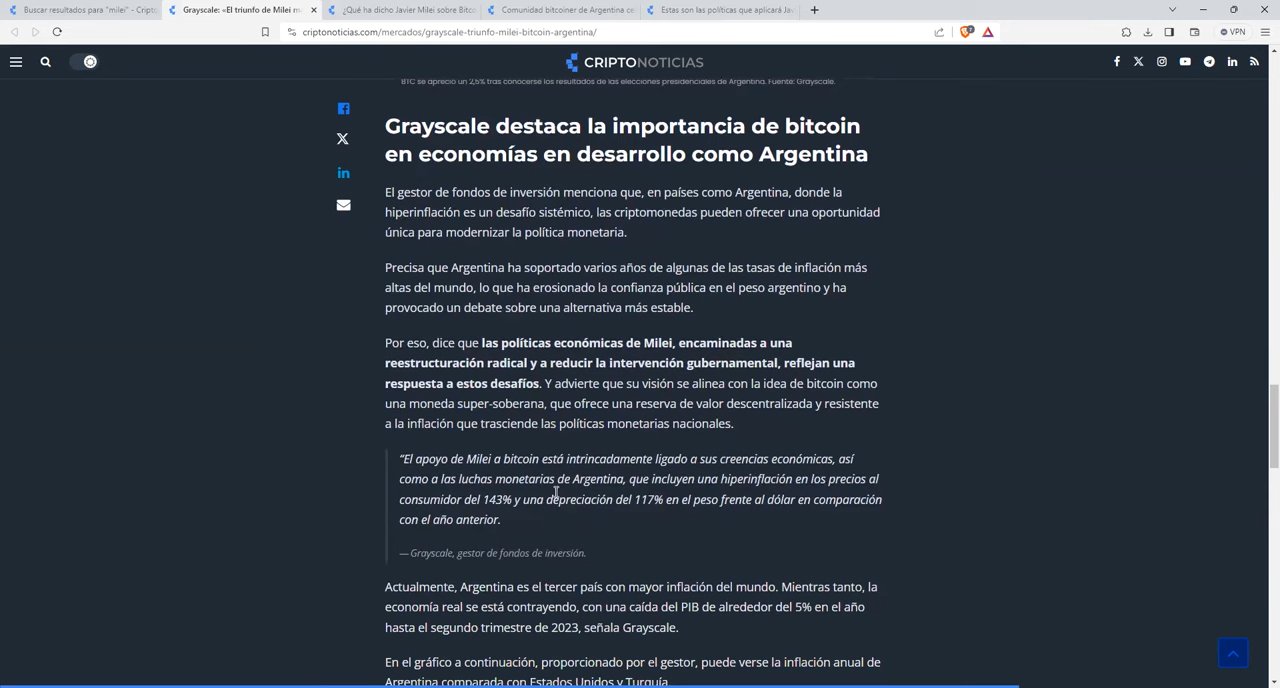 Buscar resultados para "milei" - Cripto
Grayscale: «El triunfo de Milei m
¿Qué ha dicho Javier Milei sobre Bitco
Comunidad bitcoiner de Argentina ce
Estas son las políticas que aplicará Jav
criptonoticias.com/mercados/grayscale-triunfo-milei-bitcoin-argentina/
VPN
CRIPTONOTICIAS
BTC se apreció un 2,5% tras conocerse los resultados de las elecciones presidenciales de Argentina. Fuente: Grayscale.
Grayscale destaca la importancia de bitcoin
en economías en desarrollo como Argentina
El gestor de fondos de inversión menciona que, en países como Argentina, donde la
hiperinflación es un desafío sistémico, las criptomonedas pueden ofrecer una oportunidad
única para modernizar la política monetaria.
Precisa que Argentina ha soportado varios años de algunas de las tasas de inflación más
altas del mundo, lo que ha erosionado la confianza pública en el peso argentino y ha
provocado un debate sobre una alternativa más estable.
Por eso, dice que las políticas económicas de Milei, encaminadas a una
reestructuración radical y a reducir la intervención gubernamental, reflejan una
respuesta a estos desafíos. Y advierte que su visión se alinea con la idea de bitcoin como
una moneda super-soberana, que ofrece una reserva de valor descentralizada y resistente
a la inflación que trasciende las políticas monetarias nacionales.
“El apoyo de Milei a bitcoin está intrincadamente ligado a sus creencias económicas, así
como a las luchas monetarias de Argentina, que incluyen una hiperinflación en los precios al
consumidor del 143% y una depreciación del 117% en el peso frente al dólar en comparación
con el año anterior.
— Grayscale, gestor de fondos de inversión.
Actualmente, Argentina es el tercer país con mayor inflación del mundo. Mientras tanto, la
economía real se está contrayendo, con una caída del PIB de alrededor del 5% en el año
hasta el segundo trimestre de 2023, señala Grayscale.
En el gráfico a continuación, proporcionado por el gestor, puede verse la inflación anual de
Argentina comparada con Estados Unidos y Turquía.